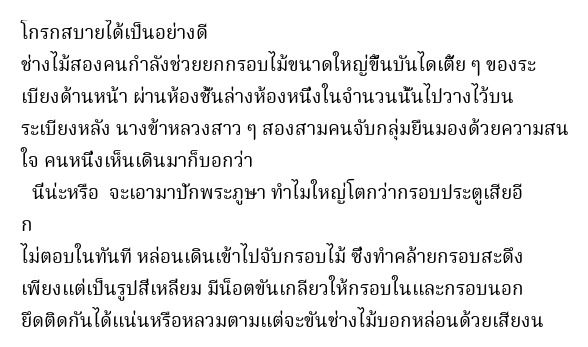 โกรกสบายได้เป็นอย่างดี
ช่างไม้สองคนกำลังช่วยยกกรอบไม้ขนาดใหญ่ขึ้นบันไดเตี้ย ๆ ของระ
เบียงด้านหน้า ผ่านห้องชั้นล่างห้องหนึ่งในจำนวนนั้นไปวางไว้บน
ระเบียงหลัง นางข้าหลวงสาว ๆ สองสามคนจับกลุ่มยืนมองด้วยความสน
ใจ คนหนึ่งเห็นเดินมาก็บอกว่า
นี่น่ะหรือ จะเอามาปักพระภูษา ทำไมใหญ่โตกว่ากรอบประตูเสียอี
ก
ไม่ตอบในทันที หล่อนเดินเข้าไปจับกรอบไม้ ซึ่งทำคล้ายกรอบสะดึง
เพียงแต่เป็นรูปสี่เหลี่ยม มีน็อตขันเกลียวให้กรอบในและกรอบนอก
ยึดติดกันได้แน่นหรือหลวมตามแต่จะขันช่างไม้บอกหล่อนด้วยเสียงน